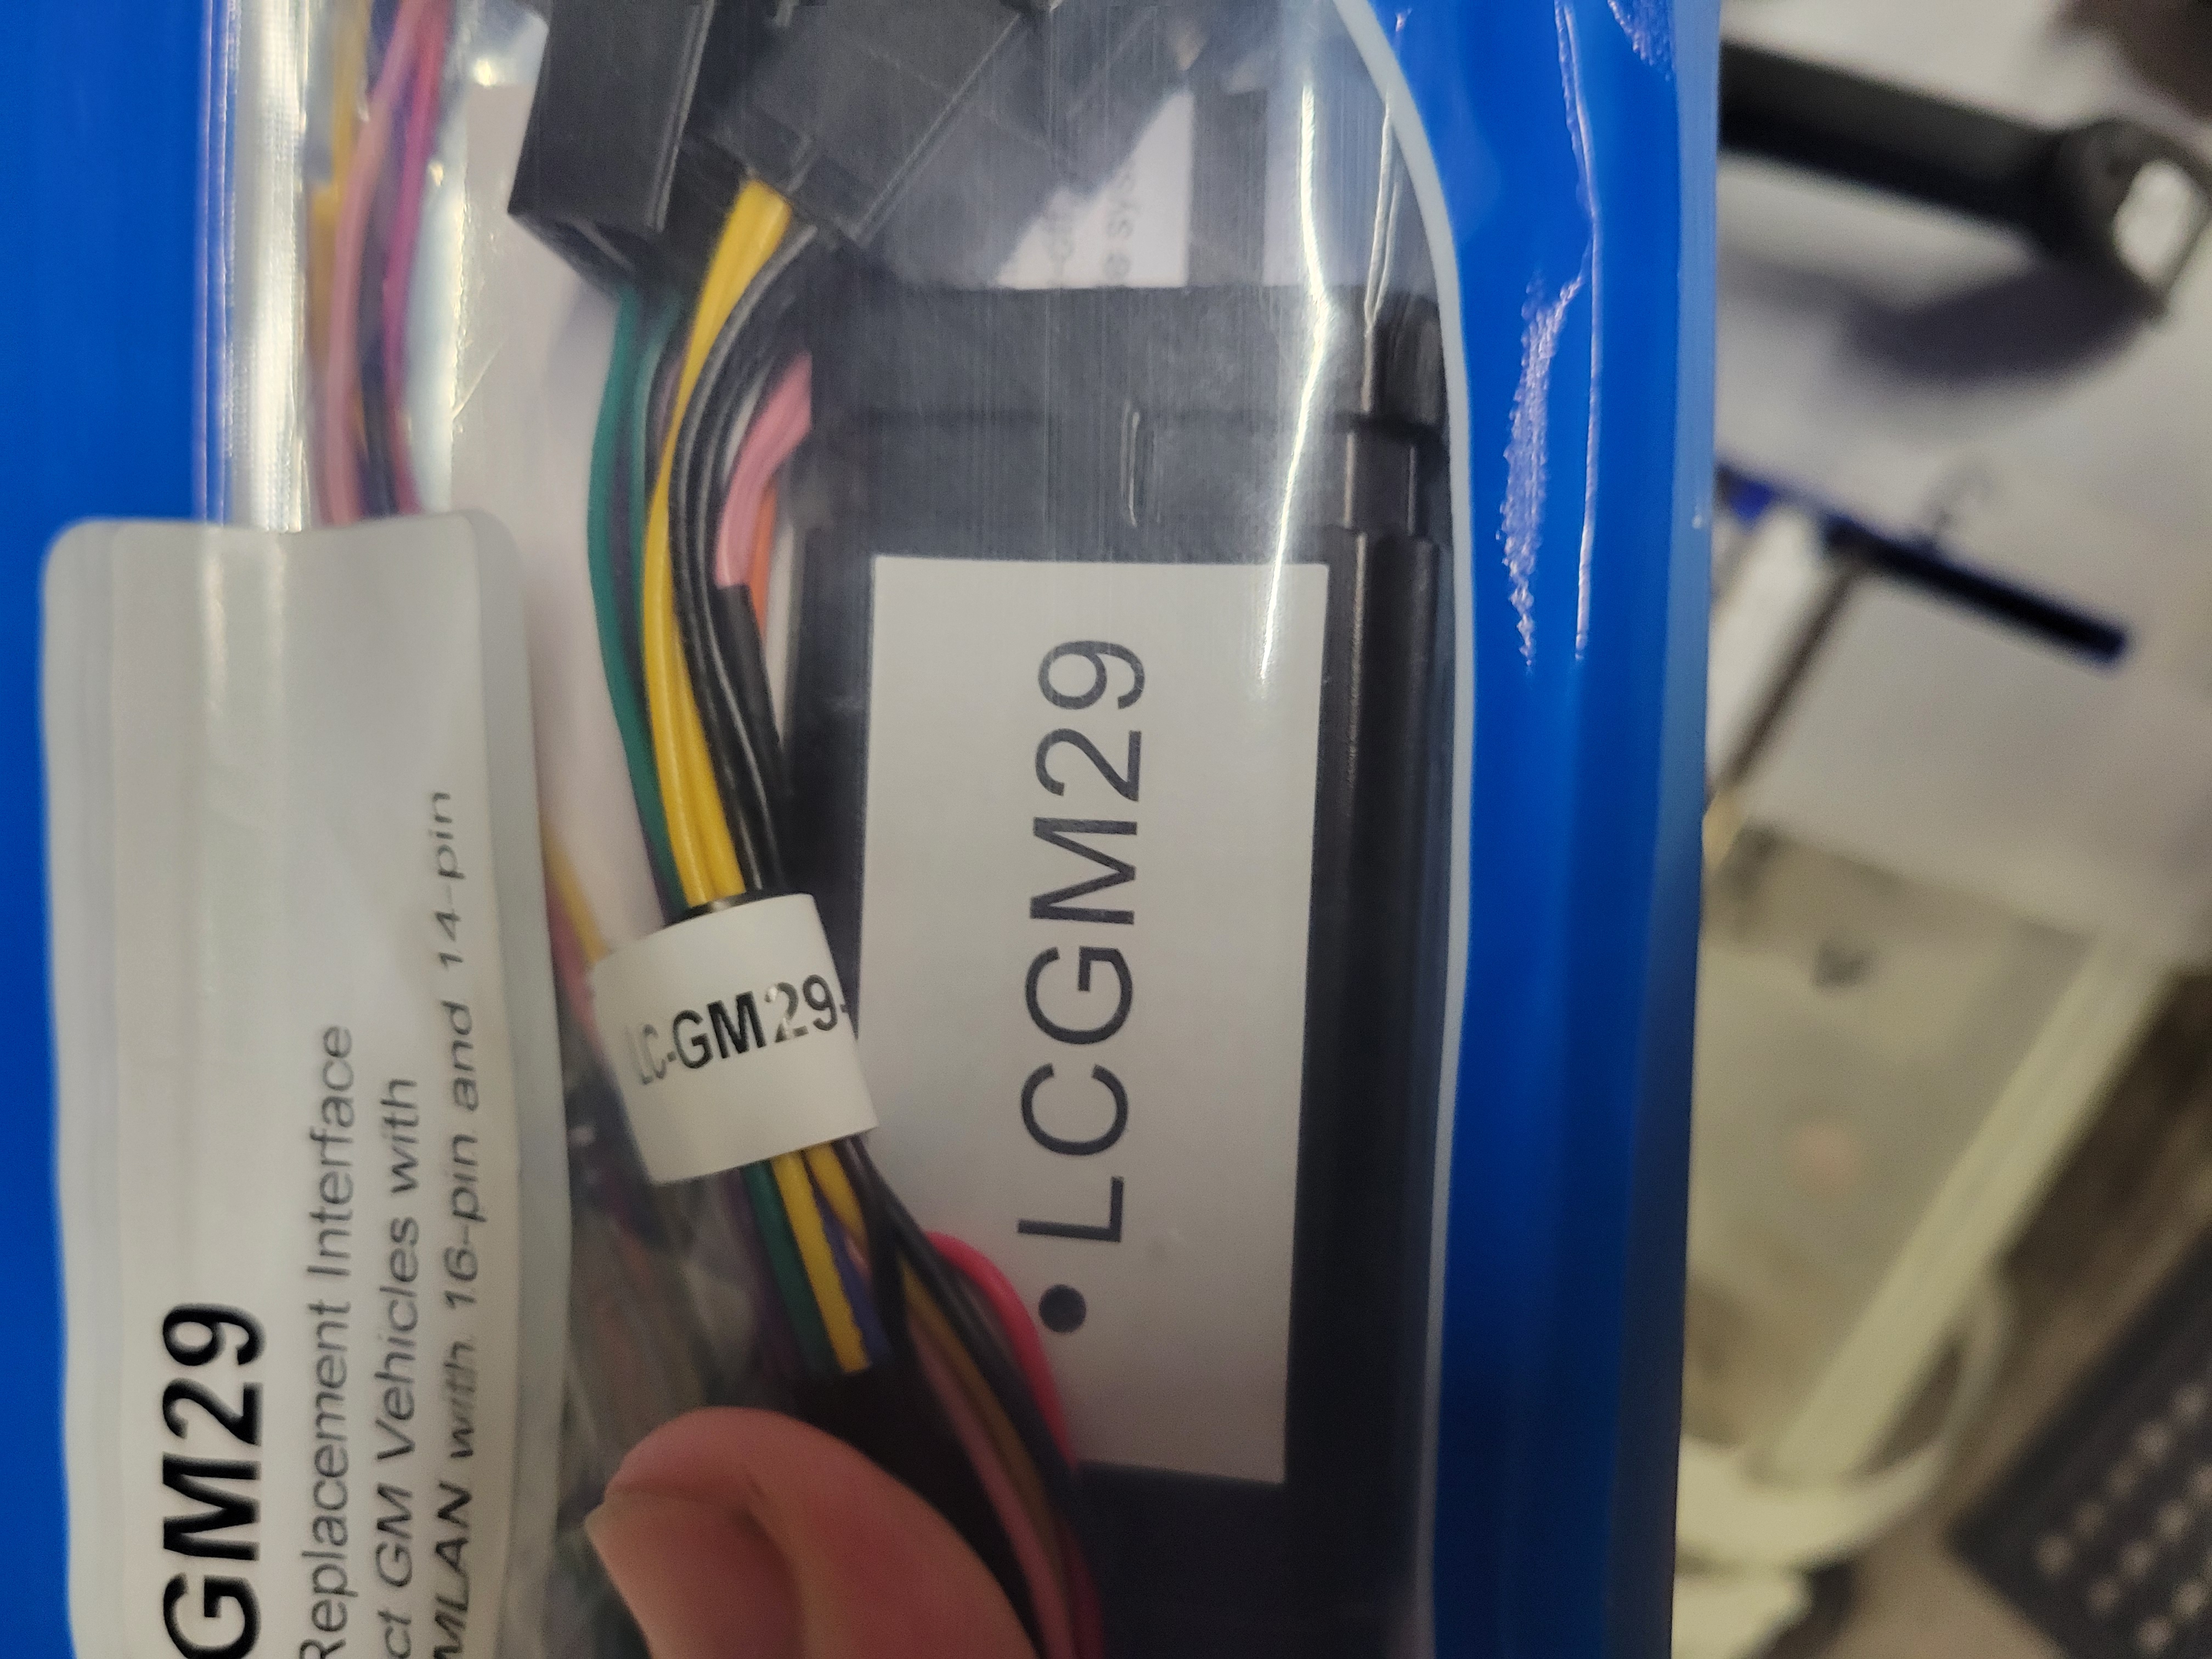 GM29
Replacement Interface
ct GM Vehicles with
MLAN with 16-pin and 14-pin
LC-GM29-
• LCGM29